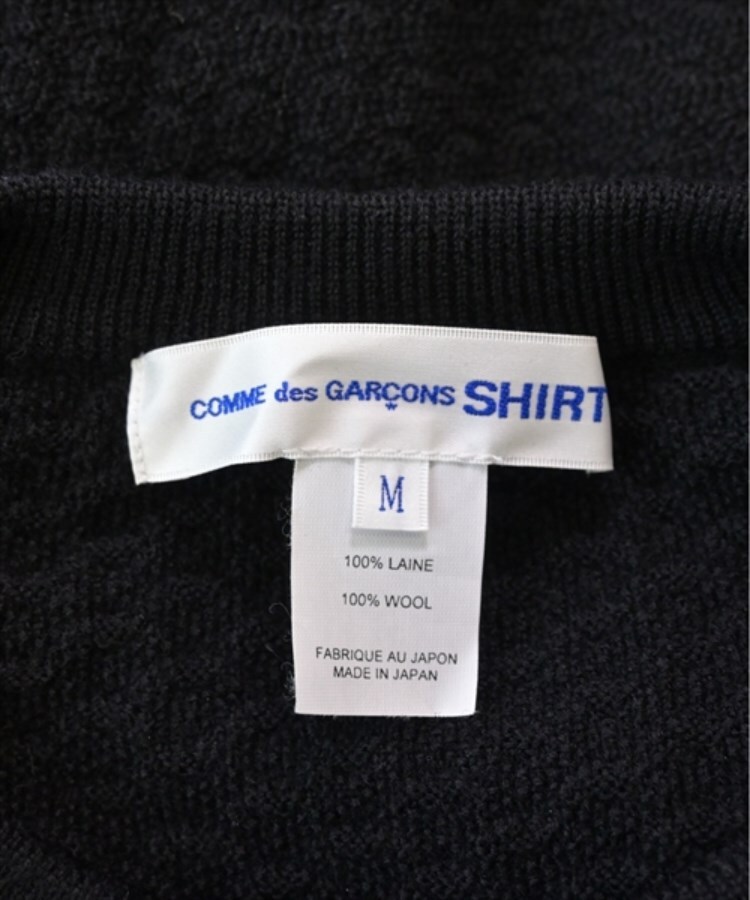 COMME des GARÇONS SHIRT
M
100% LAINE
100% WOOL
FABRIQUE AU JAPON
MADE IN JAPAN